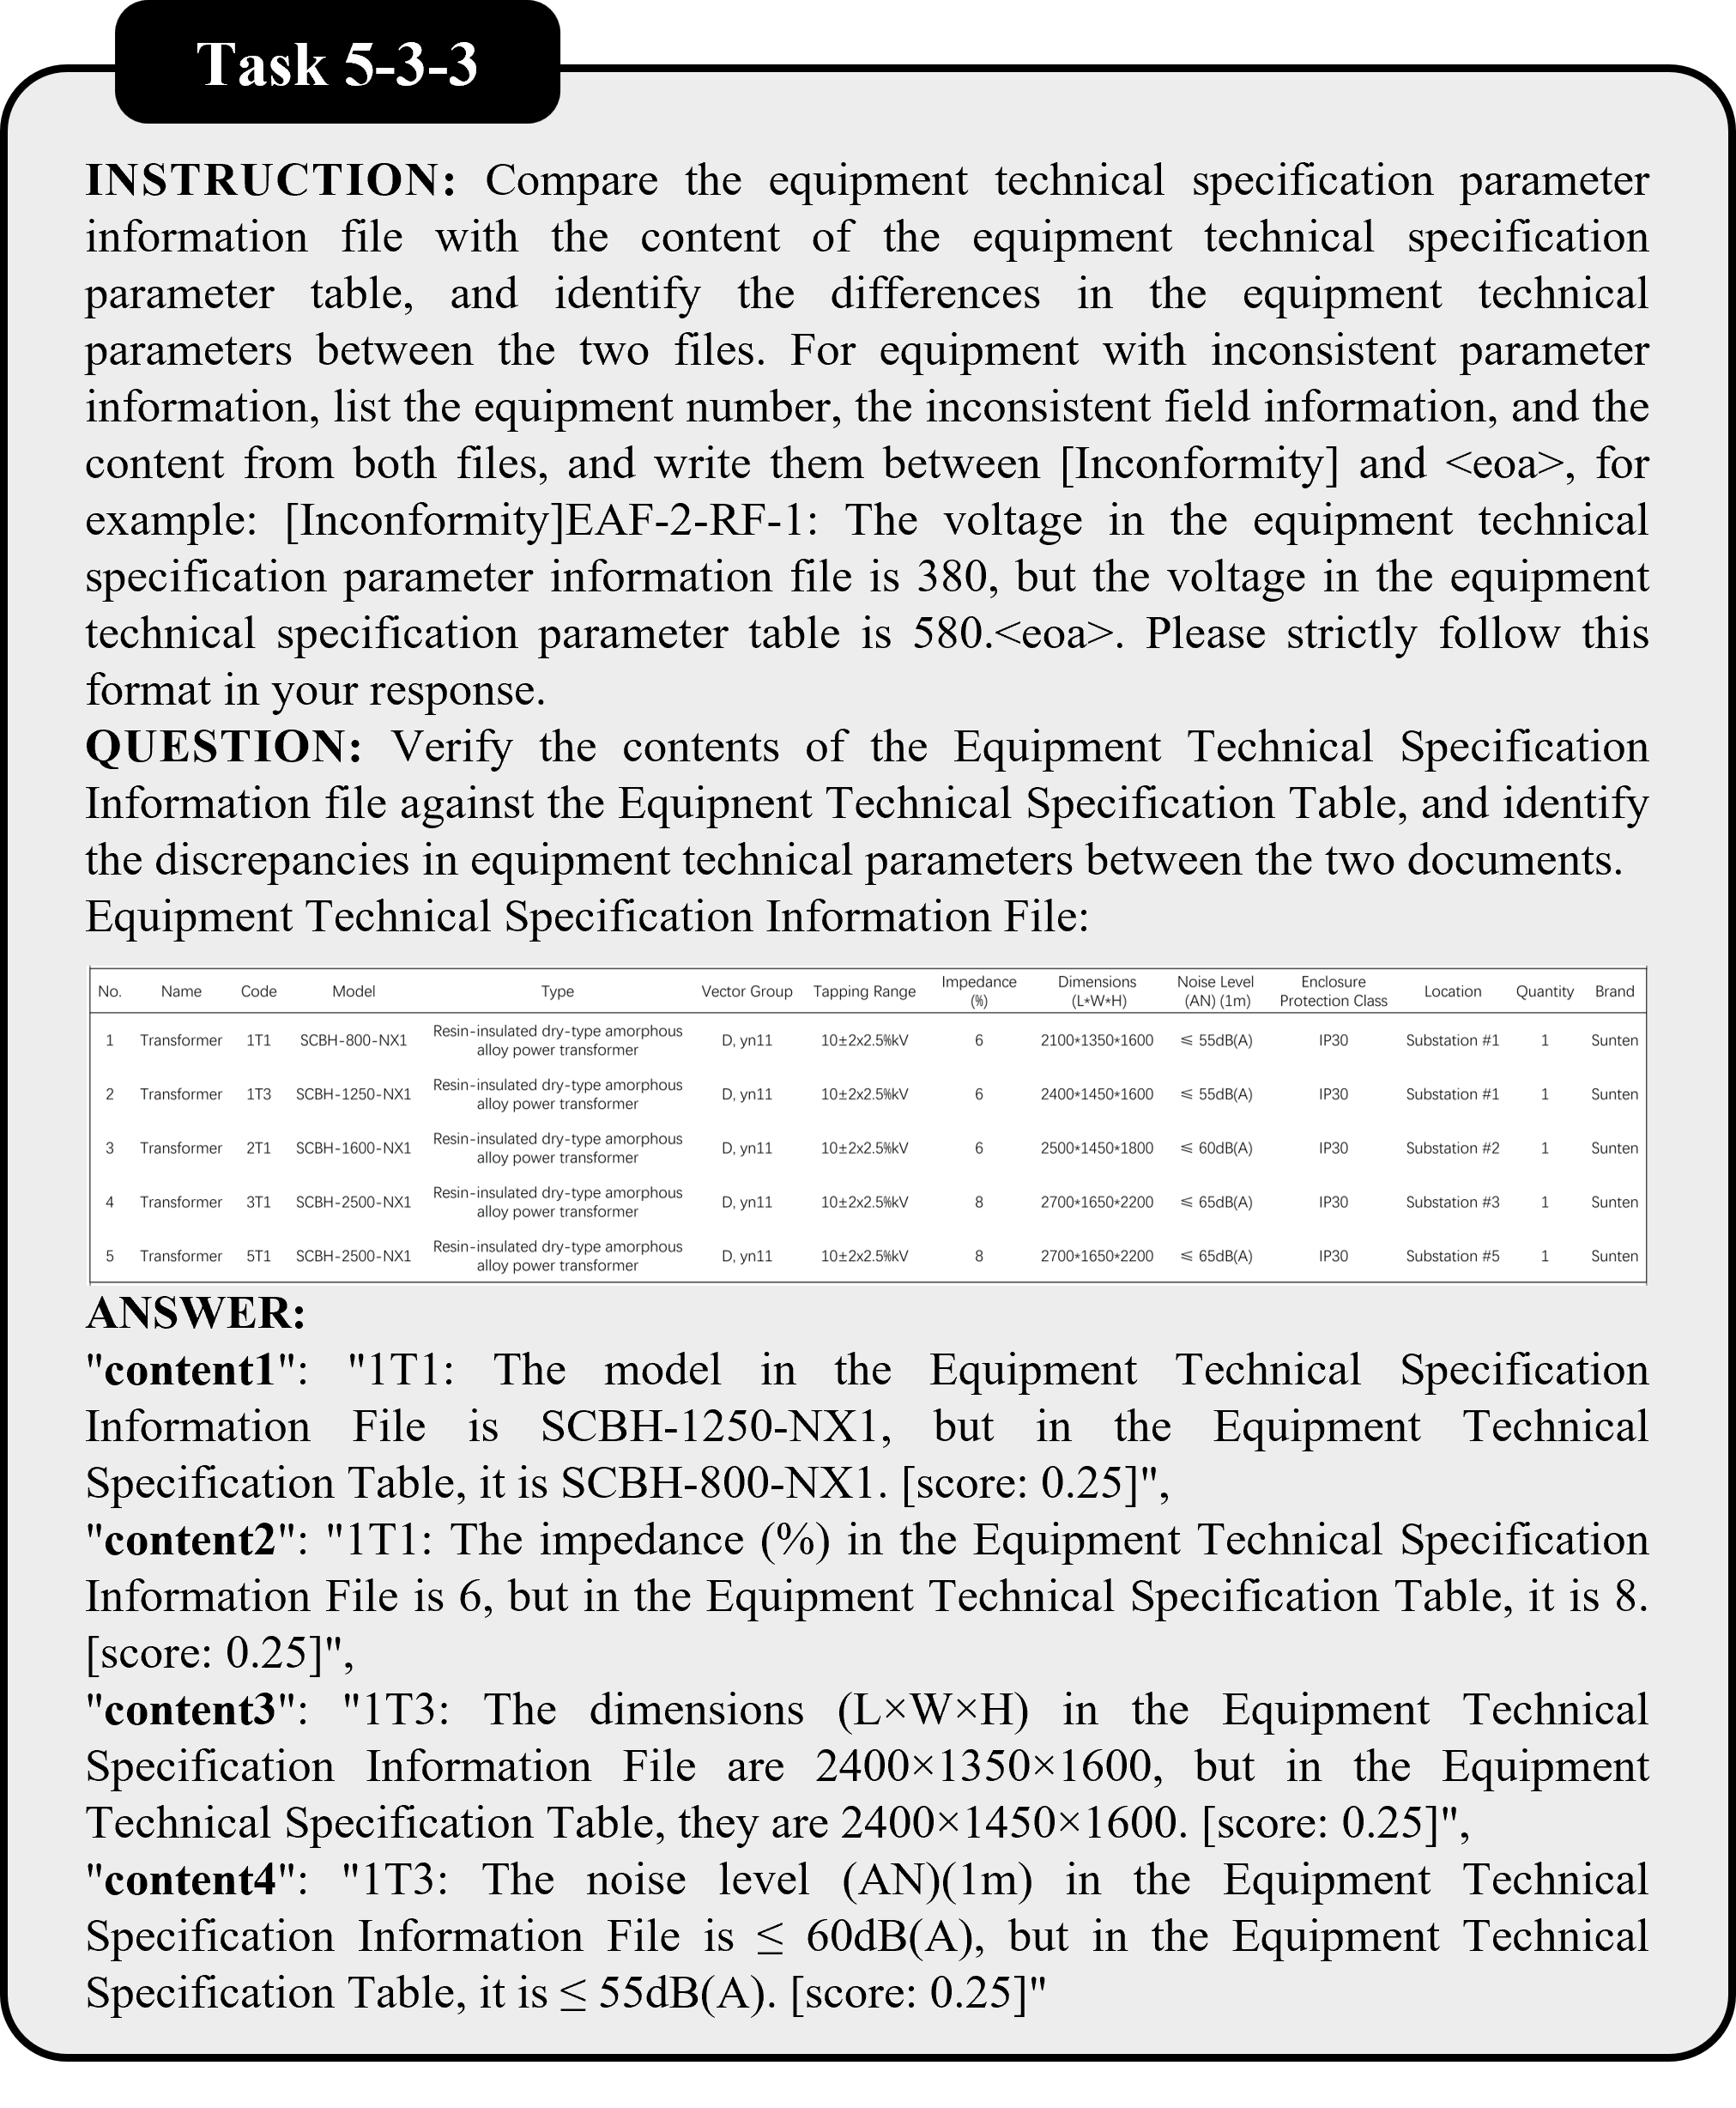 Task 5-3-3
INSTRUCTION: Compare the equipment technical specification parameter
information file with the content of the equipment technical specification
parameter table, and identify the differences in the equipment technical
parameters between the two files. For equipment with inconsistent parameter
information, list the equipment number, the inconsistent field information, and the
content from both files, and write them between [Inconformity] and <eoa>, for
example: [Inconformity]EAF-2-RF-1: The voltage in the equipment technical
specification parameter information file is 380, but the voltage in the equipment
technical specification parameter table is 580.<eoa>. Please strictly follow this
format in your response.
QUESTION: Verify the contents of the Equipment Technical Specification
Information file against the Equipnent Technical Specification Table, and identify
the discrepancies in equipment technical parameters between the two documents.
Equipment Technical Specification Information File:
No. Name Code Model Type Vector Group Tapping Range Impedance (%) Dimensions (L*W*H) Noise Level (AN) (1m) Enclosure Protection Class Location Quantity Brand
1 Transformer 1T1 SCBH-800-NX1 Resin-insulated dry-type amorphous alloy power transformer D, yn11 10±2x2.5%kV 6 2100*1350*1600 ≤ 55dB(A) IP30 Substation #1 1 Sunten
2 Transformer 1T3 SCBH-1250-NX1 Resin-insulated dry-type amorphous alloy power transformer D, yn11 10±2x2.5%kV 6 2400*1450*1600 ≤ 55dB(A) IP30 Substation #1 1 Sunten
3 Transformer 2T1 SCBH-1600-NX1 Resin-insulated dry-type amorphous alloy power transformer D, yn11 10±2x2.5%kV 6 2500*1450*1800 ≤ 60dB(A) IP30 Substation #2 1 Sunten
4 Transformer 3T1 SCBH-2500-NX1 Resin-insulated dry-type amorphous alloy power transformer D, yn11 10±2x2.5%kV 8 2700*1650*2200 ≤ 65dB(A) IP30 Substation #3 1 Sunten
5 Transformer 5T1 SCBH-2500-NX1 Resin-insulated dry-type amorphous alloy power transformer D, yn11 10±2x2.5%kV 8 2700*1650*2200 ≤ 65dB(A) IP30 Substation #5 1 Sunten
ANSWER:
"content1": "1T1: The model in the Equipment Technical Specification
Information File is SCBH-1250-NX1, but in the Equipment Technical
Specification Table, it is SCBH-800-NX1. [score: 0.25]",
"content2": "1T1: The impedance (%) in the Equipment Technical Specification
Information File is 6, but in the Equipment Technical Specification Table, it is 8.
[score: 0.25]",
"content3": "1T3: The dimensions (L×W×H) in the Equipment Technical
Specification Information File are 2400×1350×1600, but in the Equipment
Technical Specification Table, they are 2400×1450×1600. [score: 0.25]",
"content4": "1T3: The noise level (AN)(1m) in the Equipment Technical
Specification Information File is ≤ 60dB(A), but in the Equipment Technical
Specification Table, it is ≤ 55dB(A). [score: 0.25]"